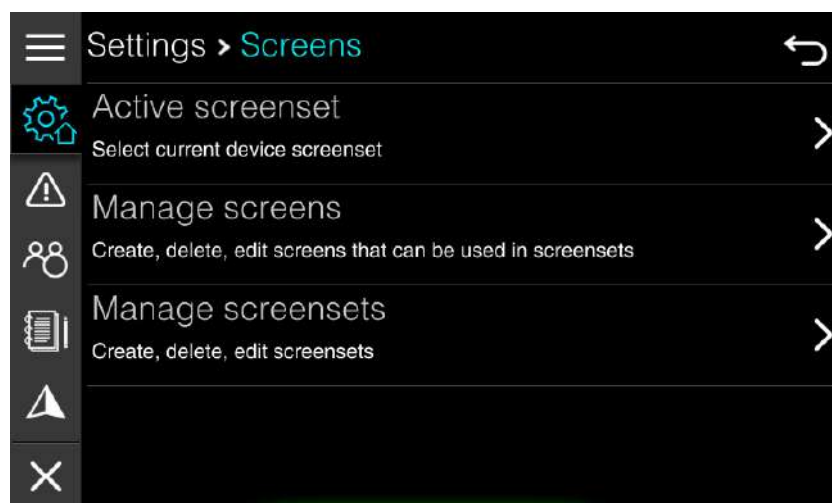 Settings > Screens
Active screenset
Select current device screenset
Manage screens
Create, delete, edit screens that can be used in screensets
Manage screensets
Create, delete, edit screensets